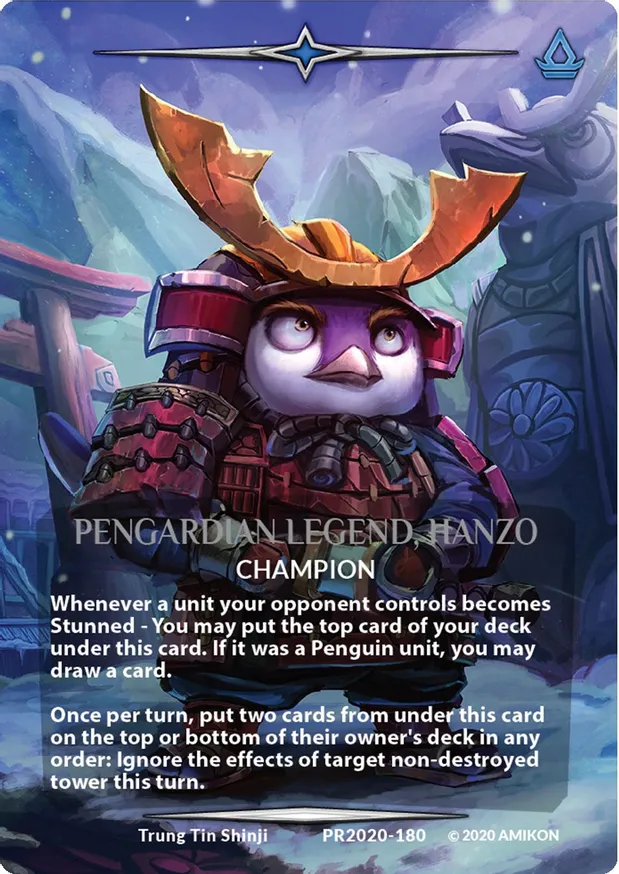 PENGARDIAN LEGEND, HANZO
CHAMPION
Whenever a unit your opponent controls becomes
Stunned - You may put the top card of your deck
under this card. If it was a Penguin unit, you may
draw a card.
Once per turn, put two cards from under this card
on the top or bottom of their owner's deck in any
order: Ignore the effects of target non-destroyed
tower this turn.
Trung Tin Shinji PR2020-180 © 2020 AMIKON